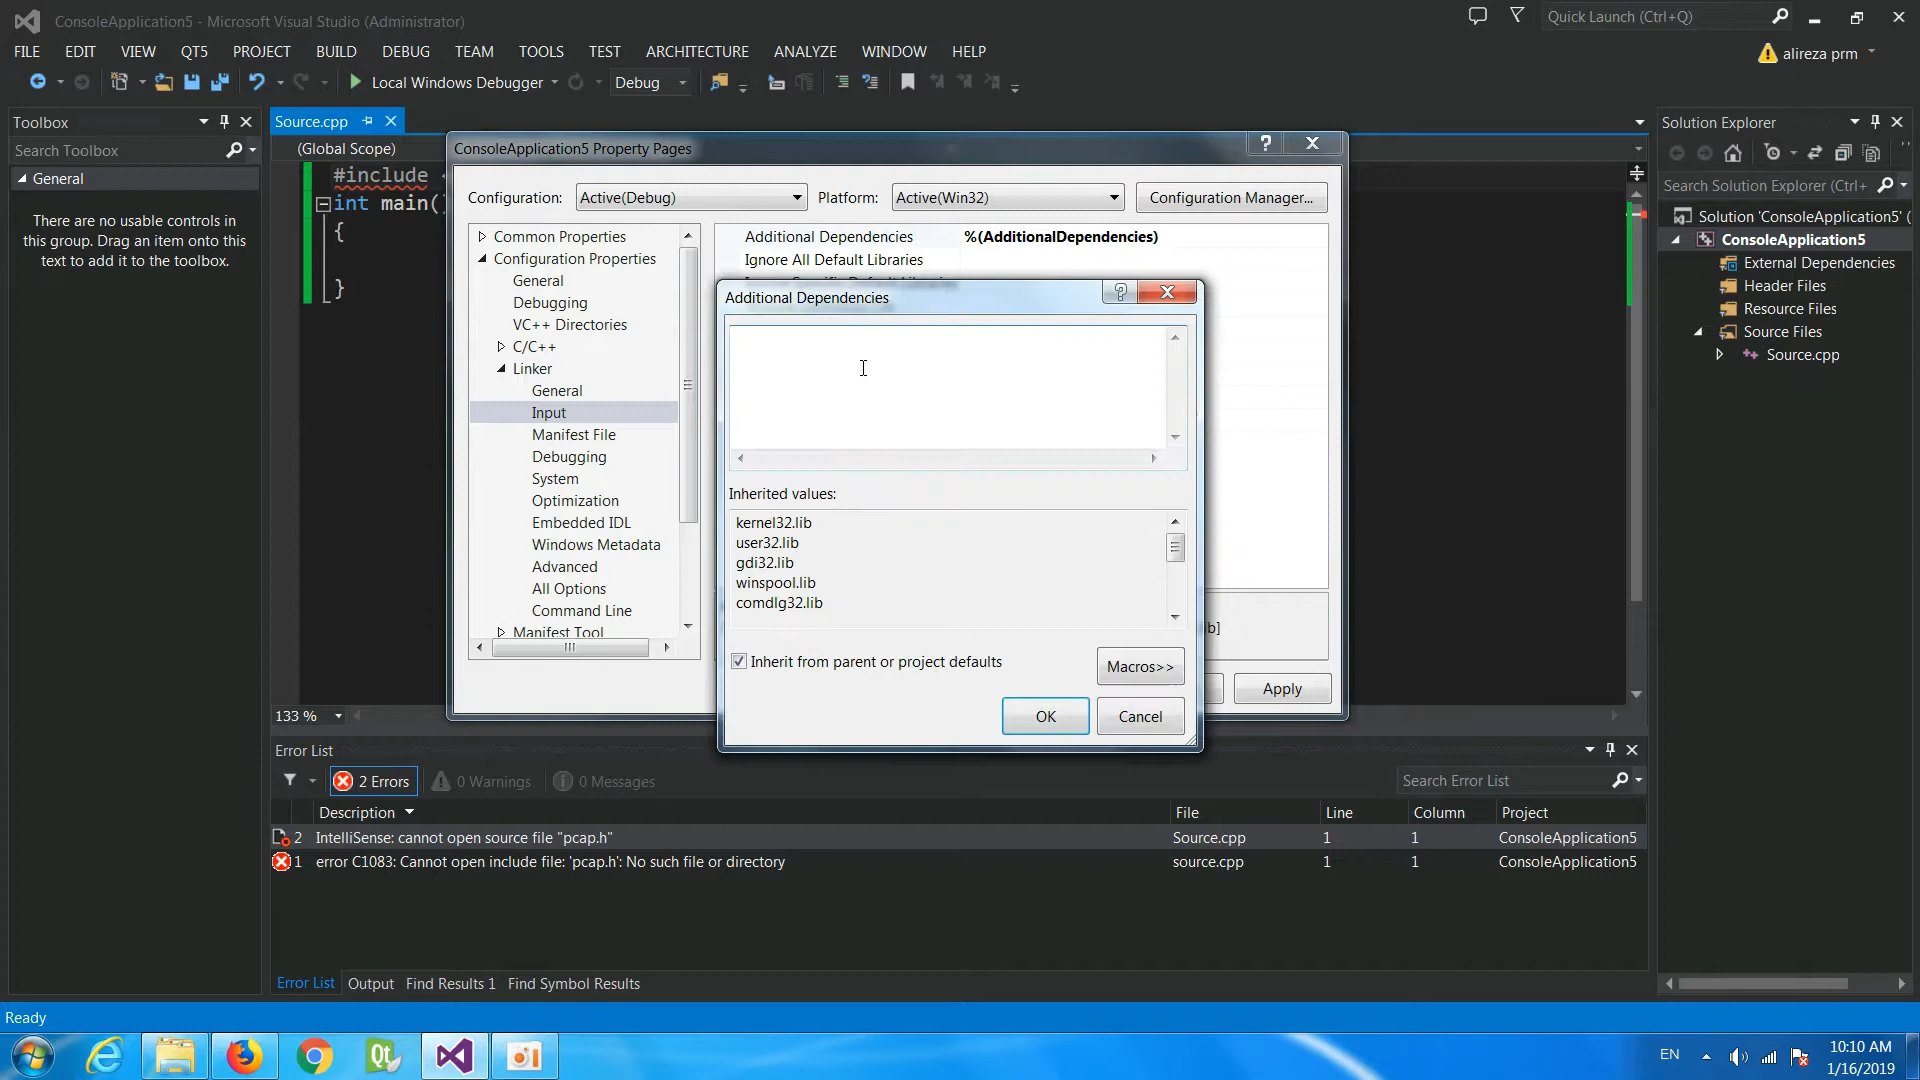 ConsoleApplication5 - Microsoft Visual Studio (Administrator)
Quick Launch (Ctrl+Q)
FILE EDIT VIEW QT5 PROJECT BUILD DEBUG TEAM TOOLS TEST ARCHITECTURE ANALYZE WINDOW HELP
alireza prm
Local Windows Debugger
Debug
Toolbox
Search Toolbox
General
There are no usable controls in
this group. Drag an item onto this
text to add it to the toolbox.
Source.cpp
(Global Scope)
#include <
int main()
{
}
133 %
ConsoleApplication5 Property Pages
Configuration: Active(Debug) Platform: Active(Win32) Configuration Manager...
Common Properties
Configuration Properties
General
Debugging
VC++ Directories
C/C++
Linker
General
Input
Manifest File
Debugging
System
Optimization
Embedded IDL
Windows Metadata
Advanced
All Options
Command Line
Manifest Tool
Additional Dependencies %(AdditionalDependencies)
Ignore All Default Libraries
lb]
Apply
Additional Dependencies
Inherited values:
kernel32.lib
user32.lib
gdi32.lib
winspool.lib
comdlg32.lib
Inherit from parent or project defaults
Macros>>
OK Cancel
Solution Explorer
Search Solution Explorer (Ctrl+
Solution 'ConsoleApplication5' (
ConsoleApplication5
External Dependencies
Header Files
Resource Files
Source Files
Source.cpp
Error List
2 Errors 0 Warnings 0 Messages
Search Error List
Description File Line Column Project
2 IntelliSense: cannot open source file "pcap.h" Source.cpp 1 1 ConsoleApplication5
1 error C1083: Cannot open include file: 'pcap.h': No such file or directory source.cpp 1 1 ConsoleApplication5
Error List Output Find Results 1 Find Symbol Results
Ready
Qt
EN
10:10 AM
1/16/2019